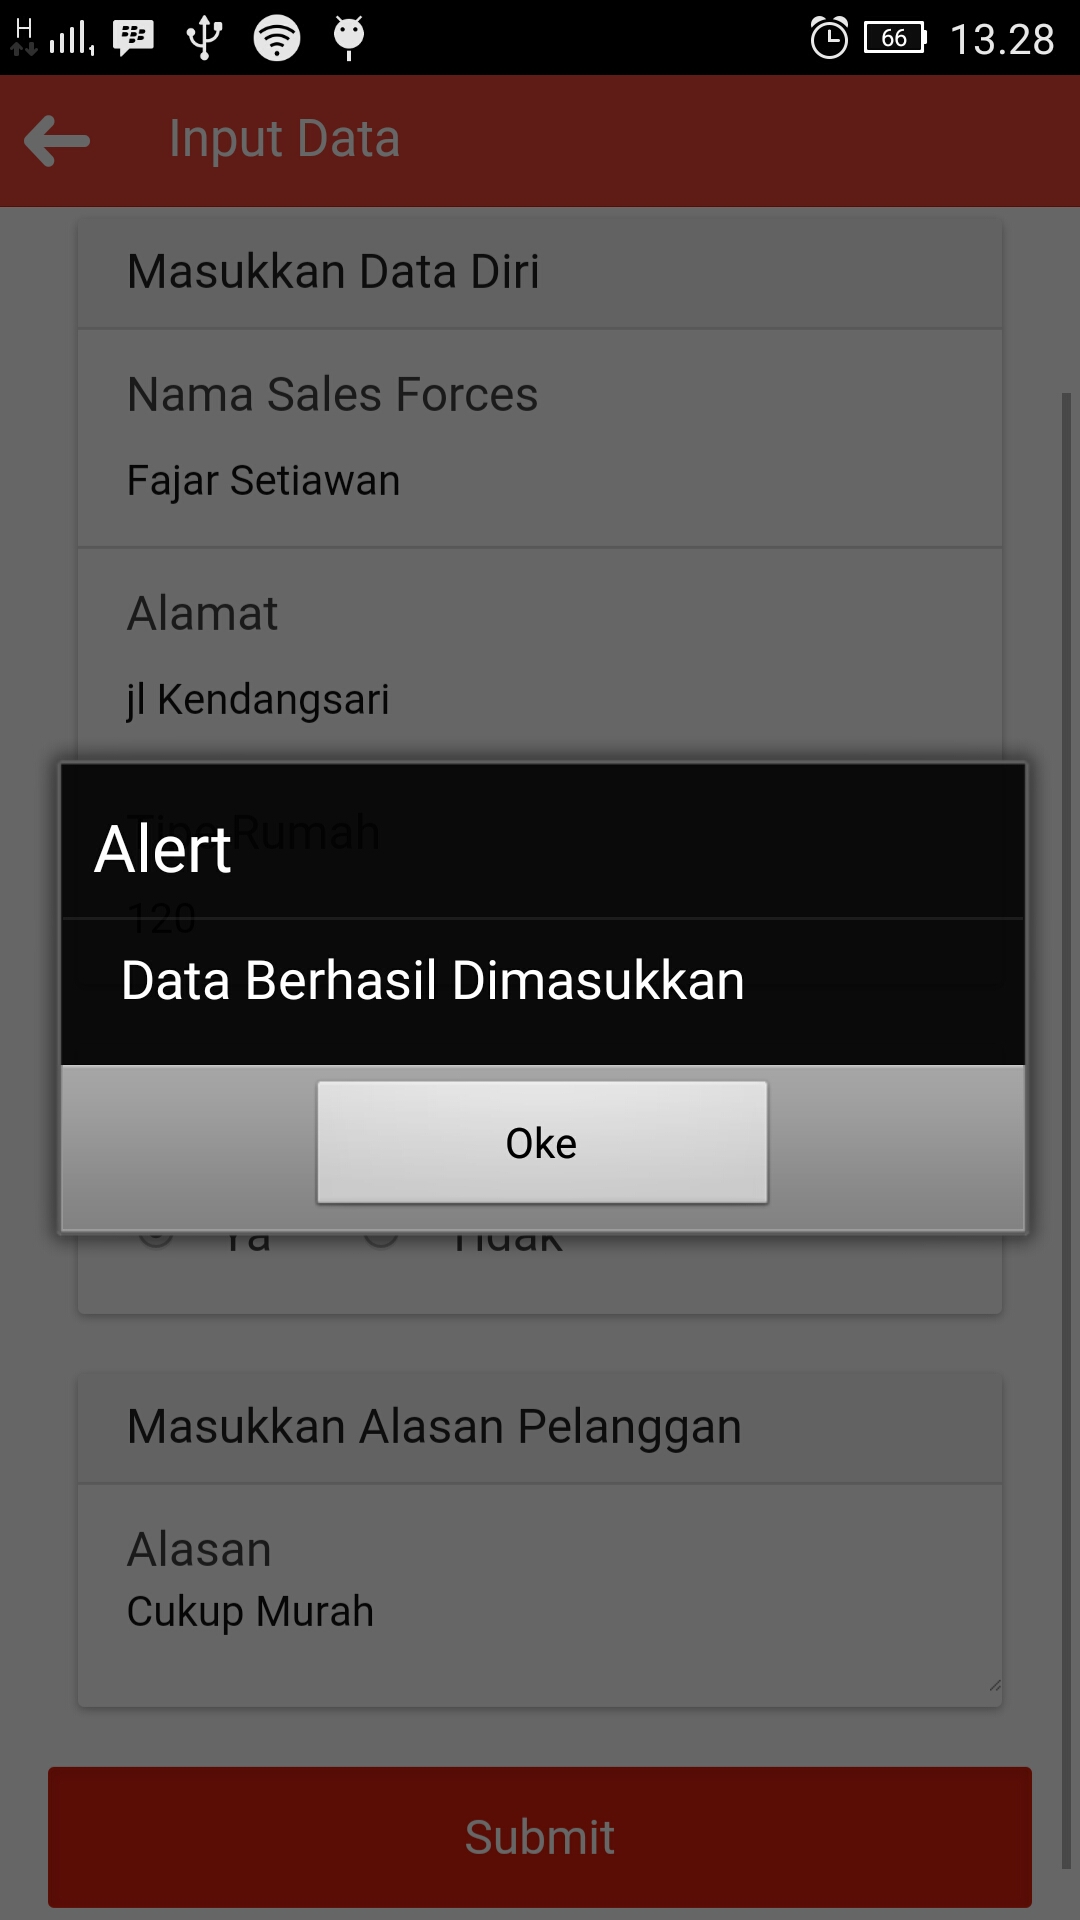 H
66
13.28
Input Data
Masukkan Data Diri
Nama Sales Forces
Fajar Setiawan
Alamat
jl Kendangsari
Tipe Rumah
Alert
120
Data Berhasil Dimasukkan
Oke
Ya Tidak
Masukkan Alasan Pelanggan
Alasan
Cukup Murah
Submit